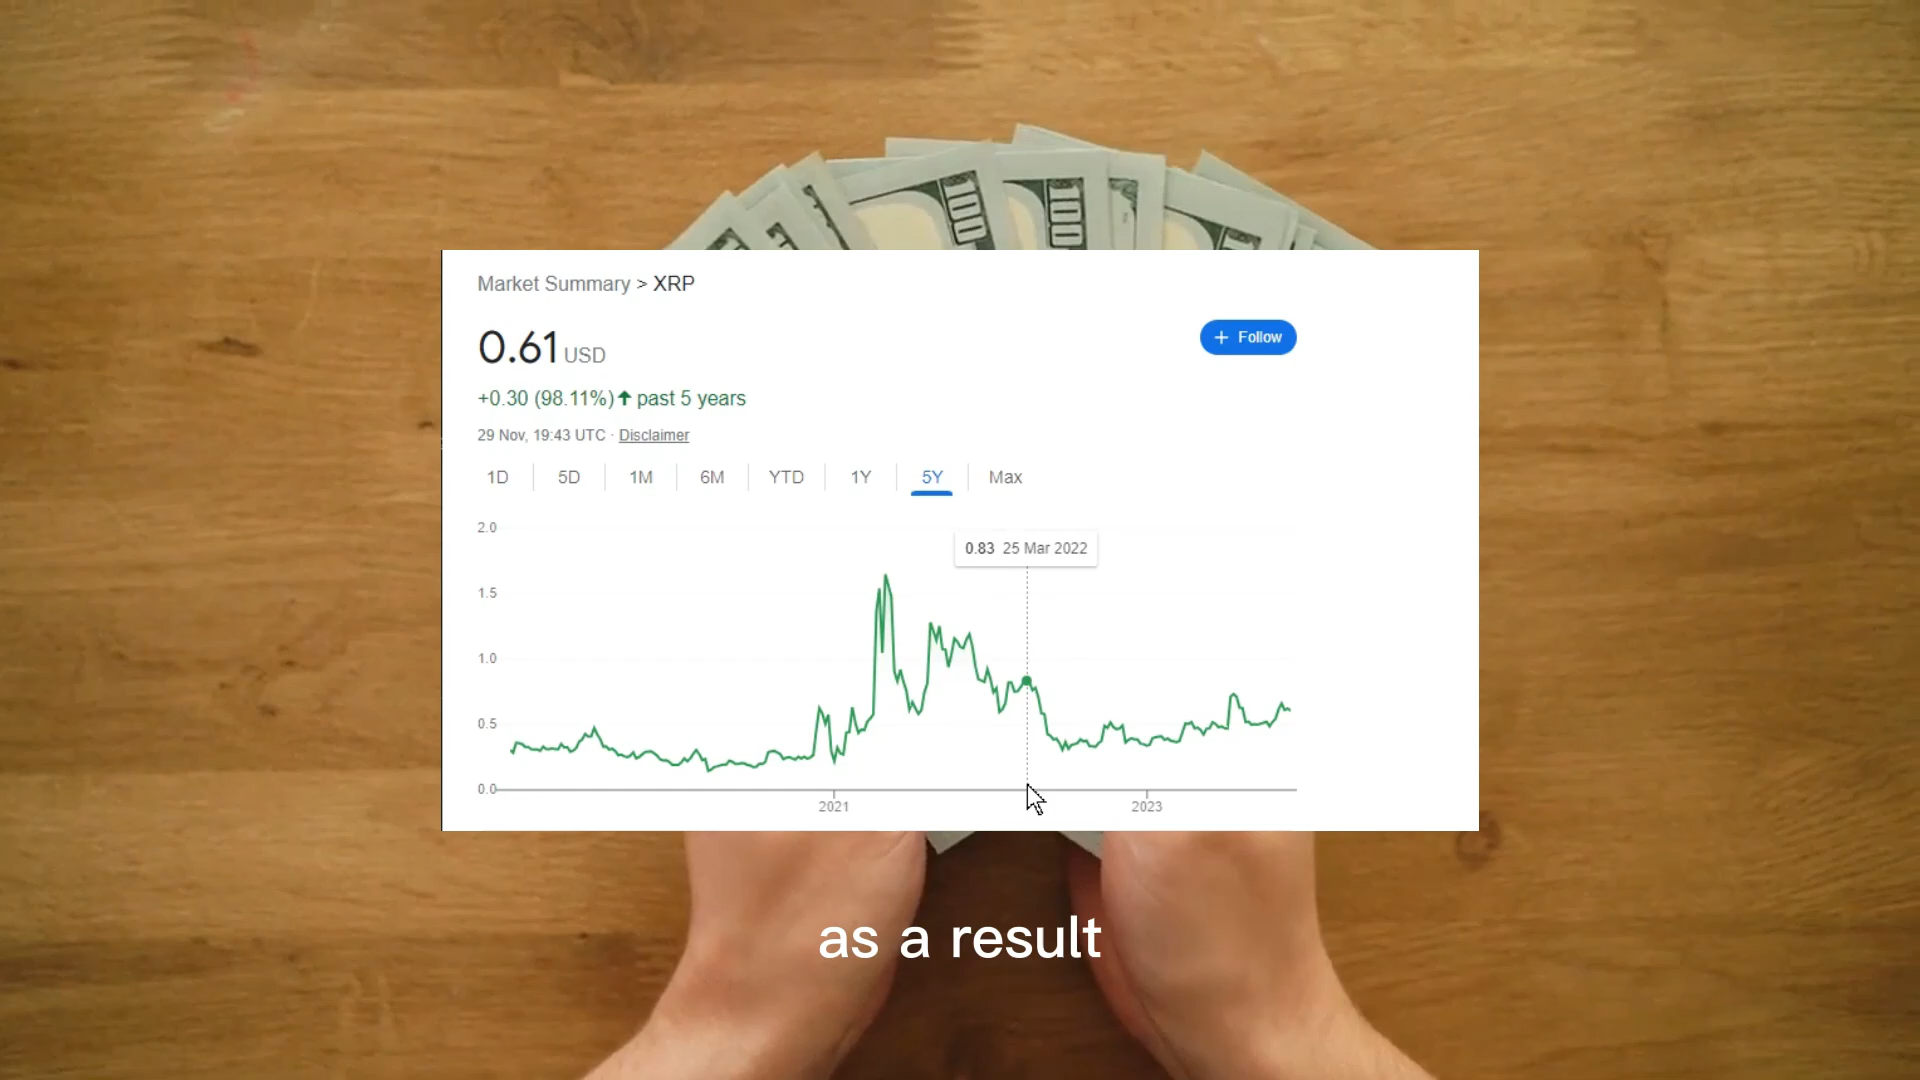 100
100
Market Summary > XRP
0.61 USD
+ Follow
+0.30 (98.11%) ↑ past 5 years
29 Nov, 19:43 UTC · Disclaimer
1D 5D 1M 6M YTD 1Y 5Y Max
2.0
0.83 25 Mar 2022
1.5
1.0
0.5
0.0
2021 2023
as a result